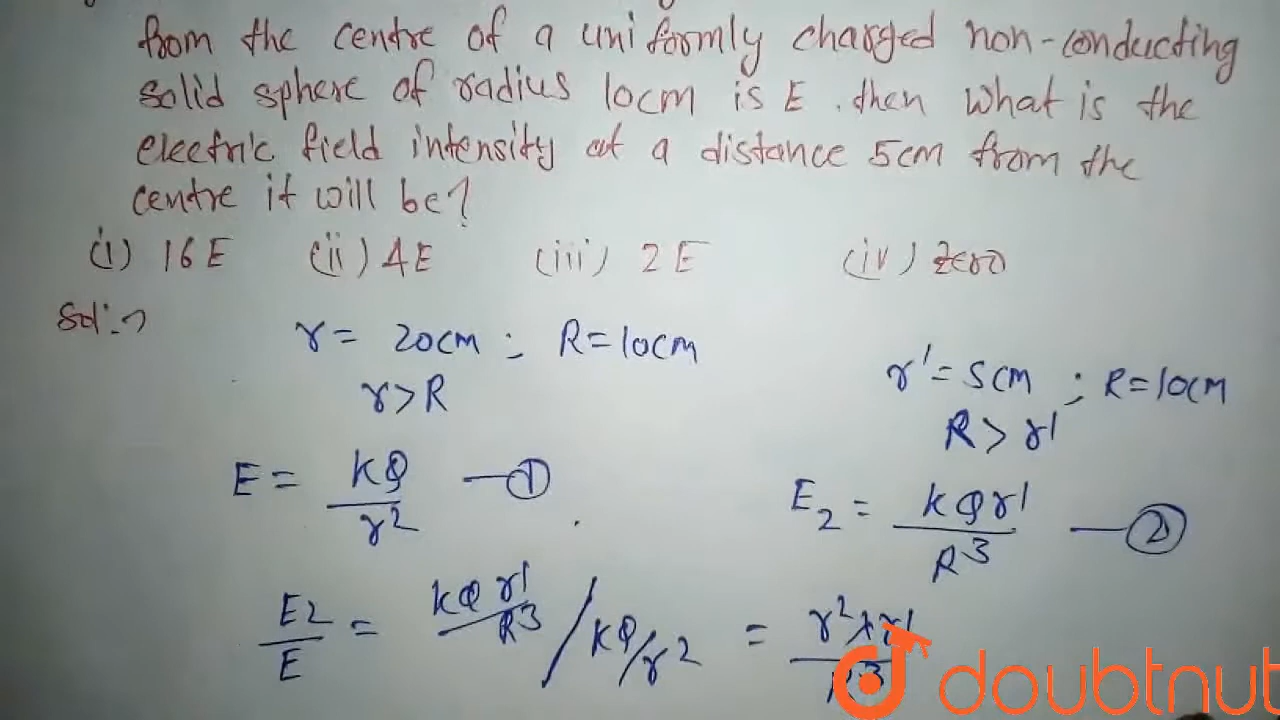 from the centre of a uniformly charged non-conducting
solid sphere of radius 10cm is E . then what is the
electric field intensity at a distance 5cm from the
centre it will be?
(i) 16E (ii) 4E (iii) 2E (iv) zero
Sol:-> r = 20cm ; R=10cm
r' = 5cm ; R=10cm
r>R
R > r'
E = kQ/r² —①
E₂ = kQr'/R³ —②
E2/E = kQr'/R³ / kQ/r² = r²×r'/R³
doubtnut